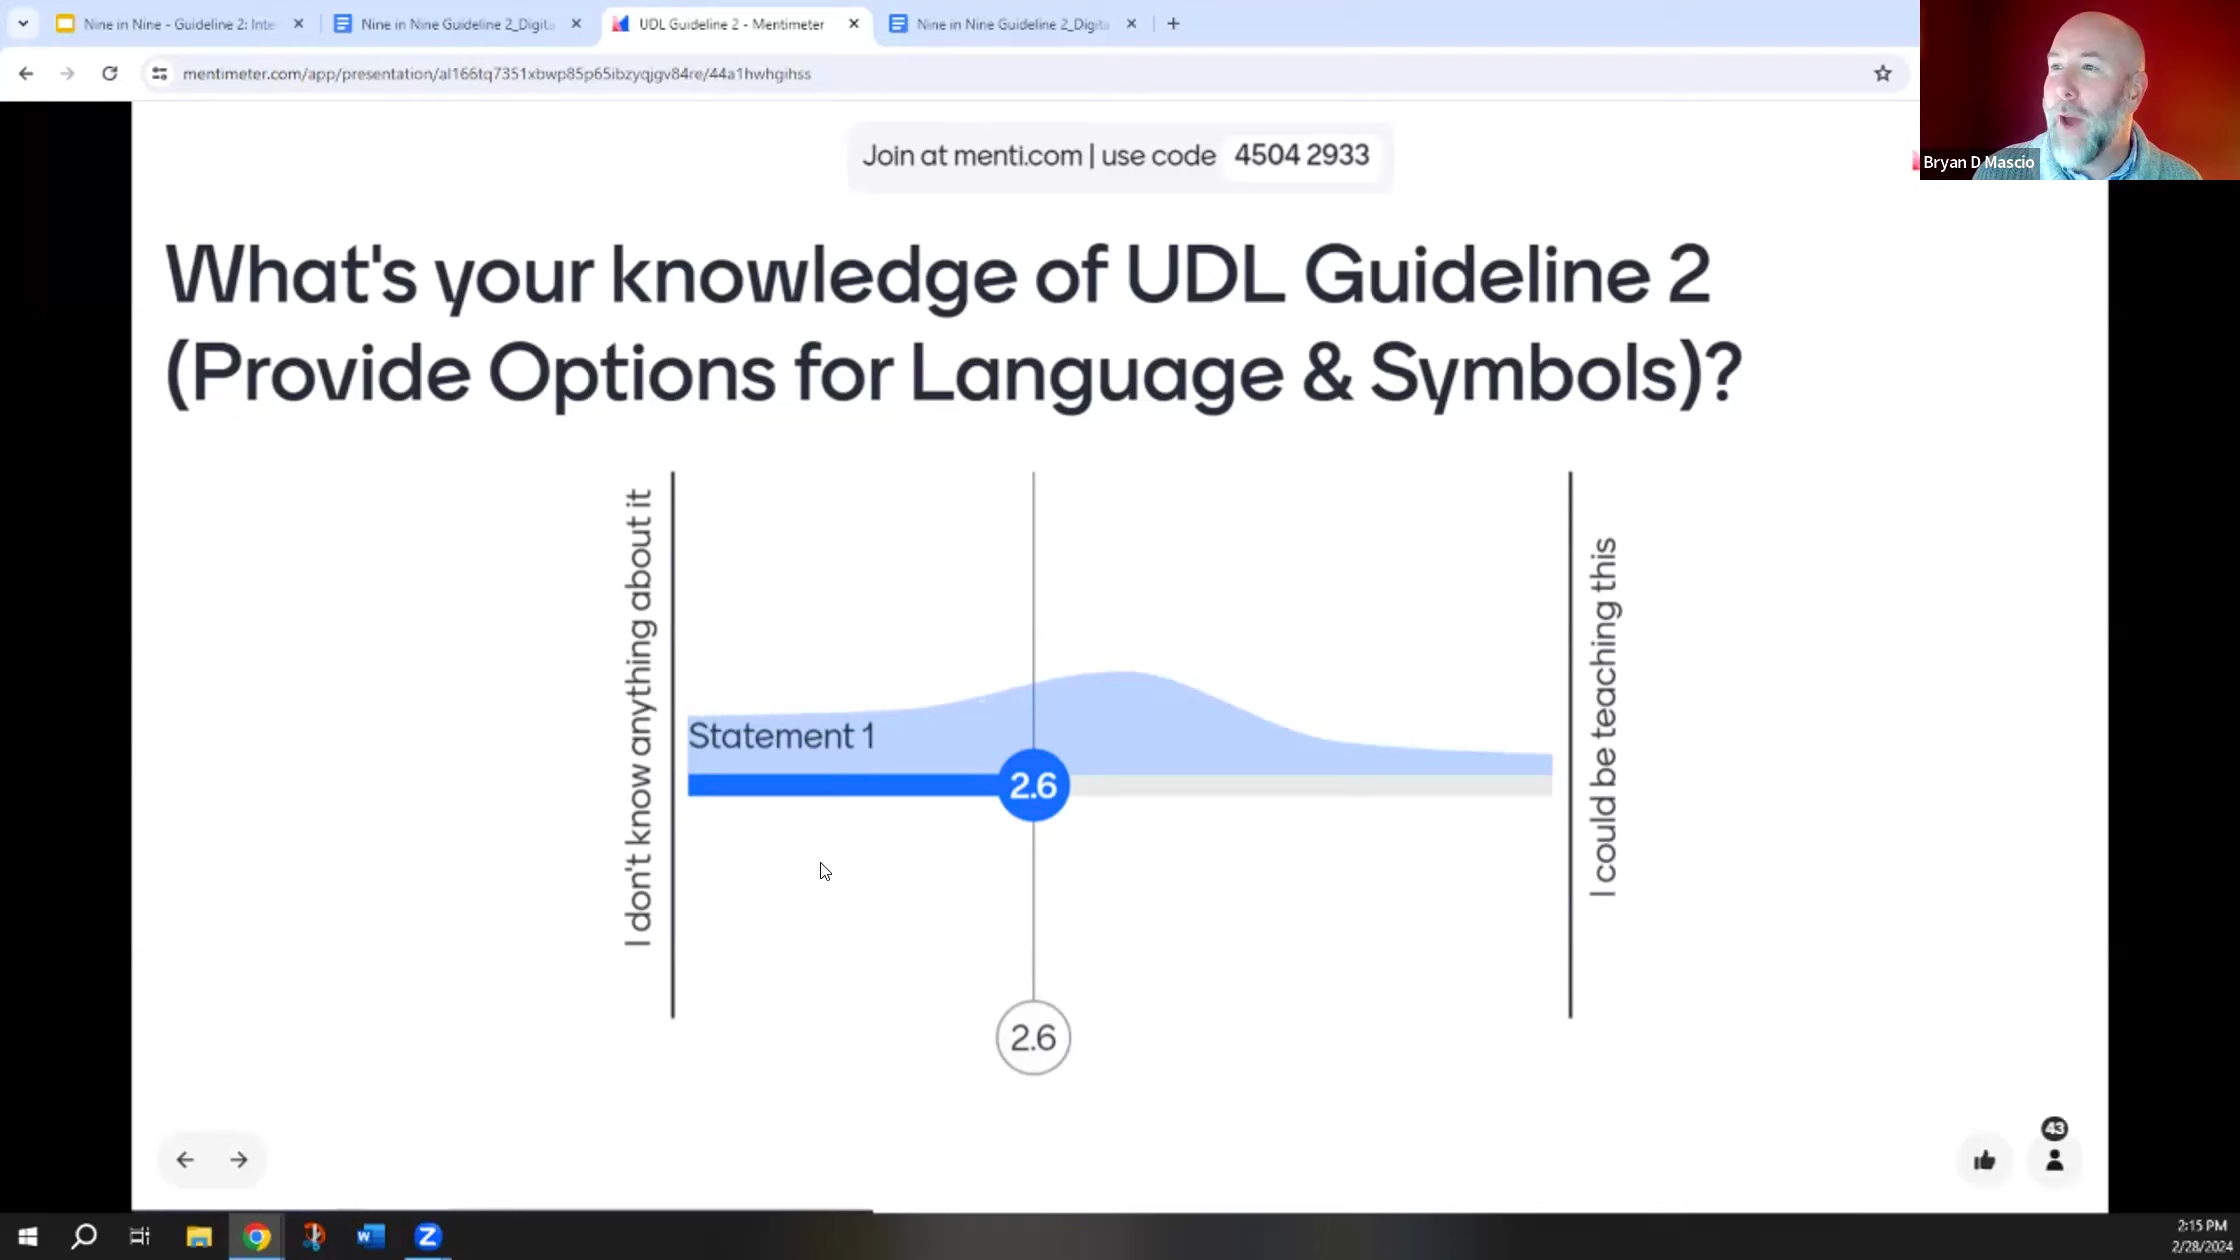 Nine in Nine - Guideline 2: Inte
Nine in Nine Guideline 2_Digita
UDL Guideline 2 - Mentimeter
Nine in Nine Guideline 2_Digita
mentimeter.com/app/presentation/al166tq7351xbwp85p65ibzyqjgv84re/44a1hwhgihss
Bryan D Mascio
Join at menti.com | use code 4504 2933
What's your knowledge of UDL Guideline 2
(Provide Options for Language & Symbols)?
I don't know anything about it
Statement 1
2.6
2.6
I could be teaching this
43
2:15 PM
2/28/2024